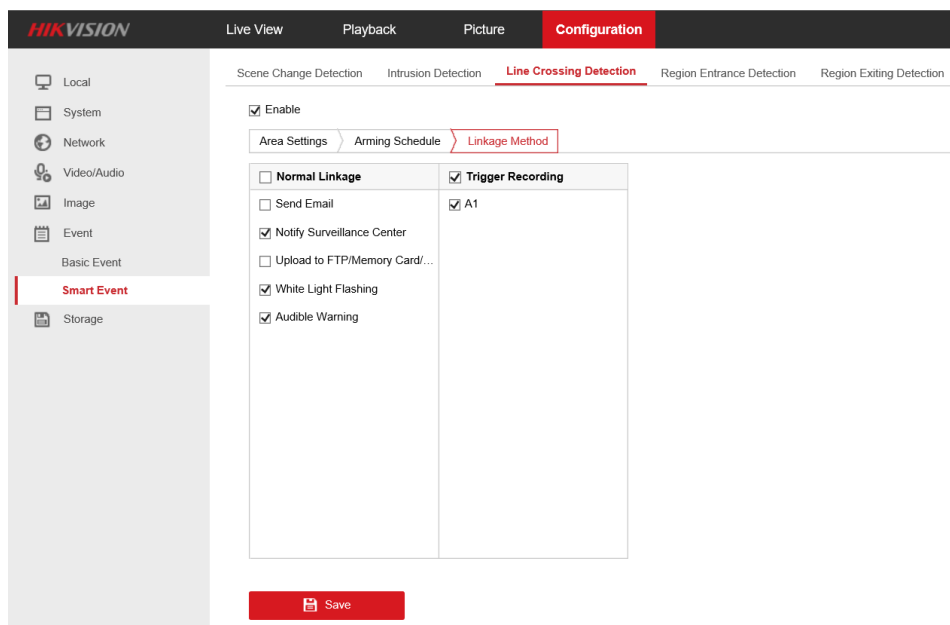 HIKVISION Live View Playback Picture Configuration
Local
System
Network
Video/Audio
Image
Event
Basic Event
Smart Event
Storage
Scene Change Detection Intrusion Detection Line Crossing Detection Region Entrance Detection Region Exiting Detection
Enable
Area Settings Arming Schedule Linkage Method
Normal Linkage Trigger Recording
Send Email A1
Notify Surveillance Center
Upload to FTP/Memory Card/...
White Light Flashing
Audible Warning
Save